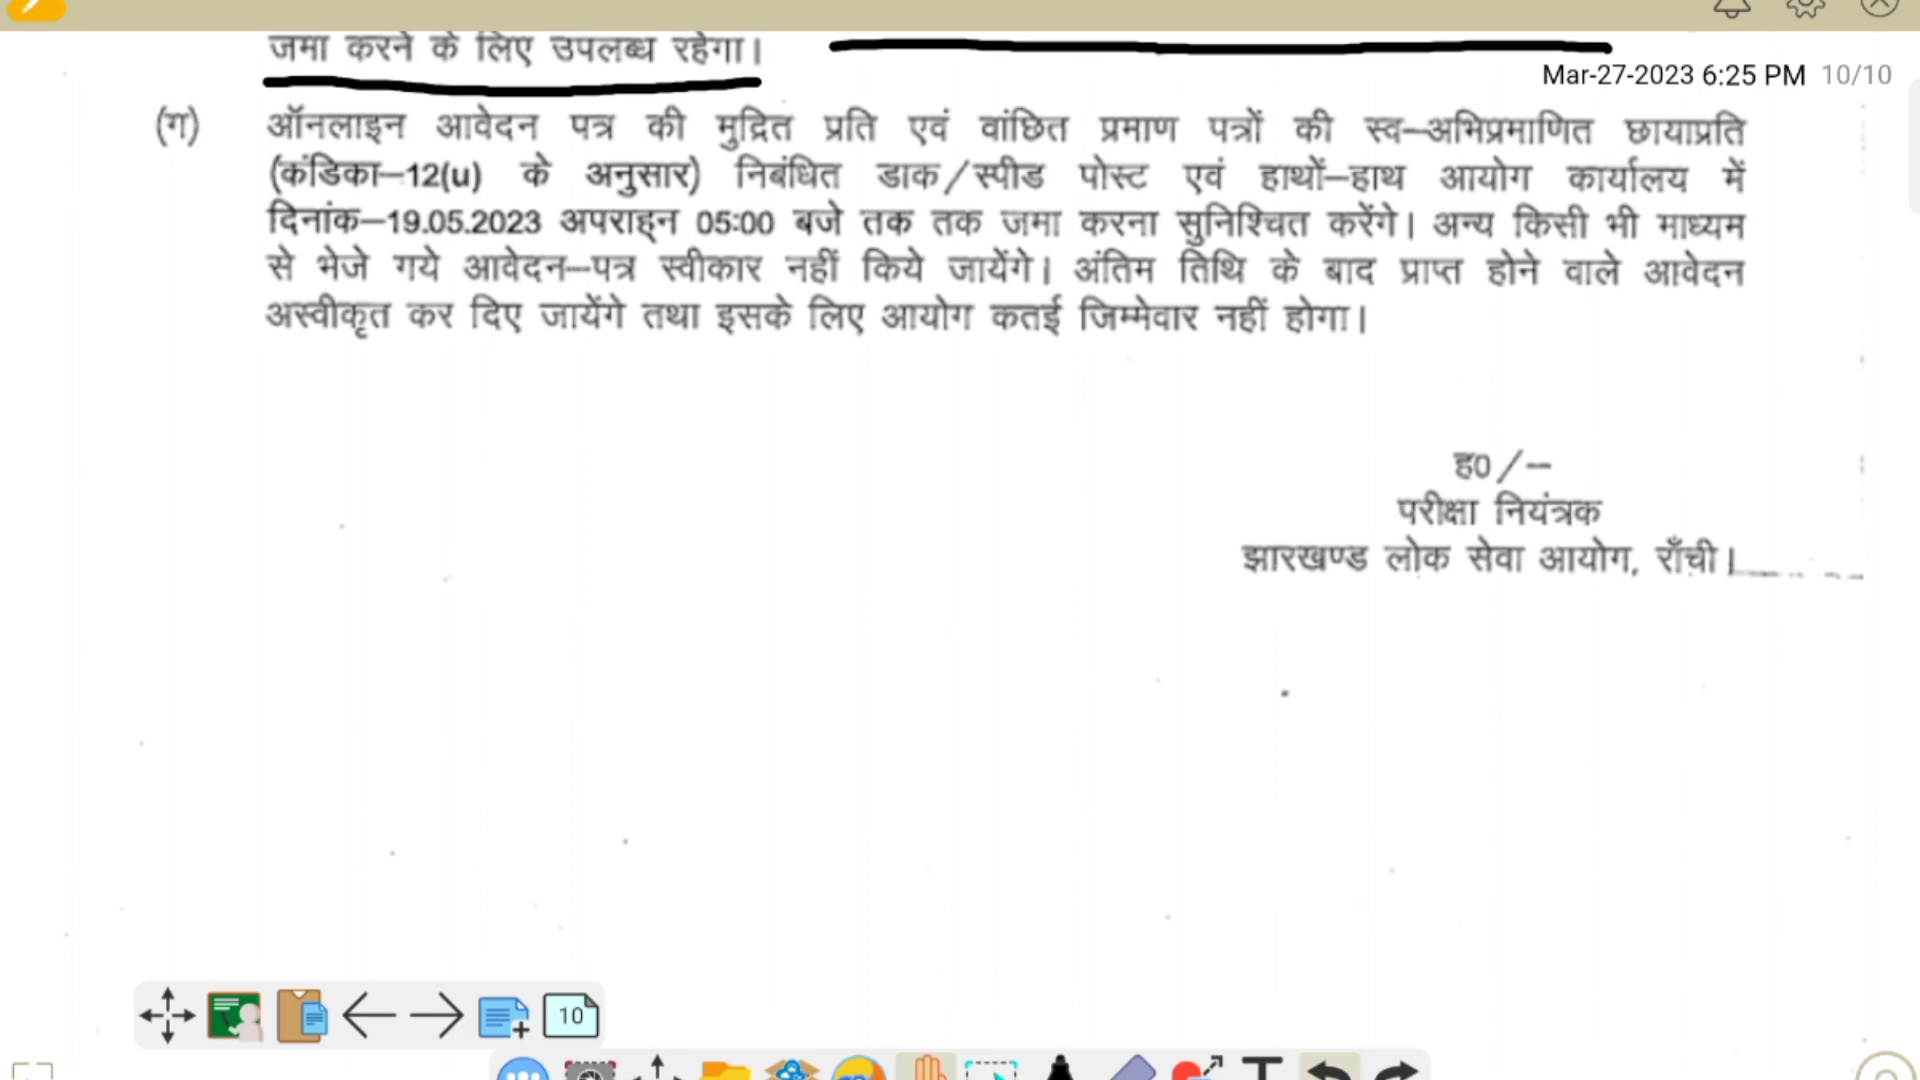 जमा करने के लिए उपलब्ध रहेगा।
Mar-27-2023 6:25 PM 10/10
(ग) ऑनलाइन आवेदन पत्र की मुद्रित प्रति एवं वांछित प्रमाण पत्रों की स्व–अभिप्रमाणित छायाप्रति
(कंडिका–12(u) के अनुसार) निबंधित डाक/स्पीड पोस्ट एवं हाथों–हाथ आयोग कार्यालय में
दिनांक–19.05.2023 अपराह्न 05:00 बजे तक तक जमा करना सुनिश्चित करेंगे। अन्य किसी भी माध्यम
से भेजे गये आवेदन–पत्र स्वीकार नहीं किये जायेंगे। अंतिम तिथि के बाद प्राप्त होने वाले आवेदन
अस्वीकृत कर दिए जायेंगे तथा इसके लिए आयोग कतई जिम्मेवार नहीं होगा।
ह0/–
परीक्षा नियंत्रक
झारखण्ड लोक सेवा आयोग, राँची।
10
T